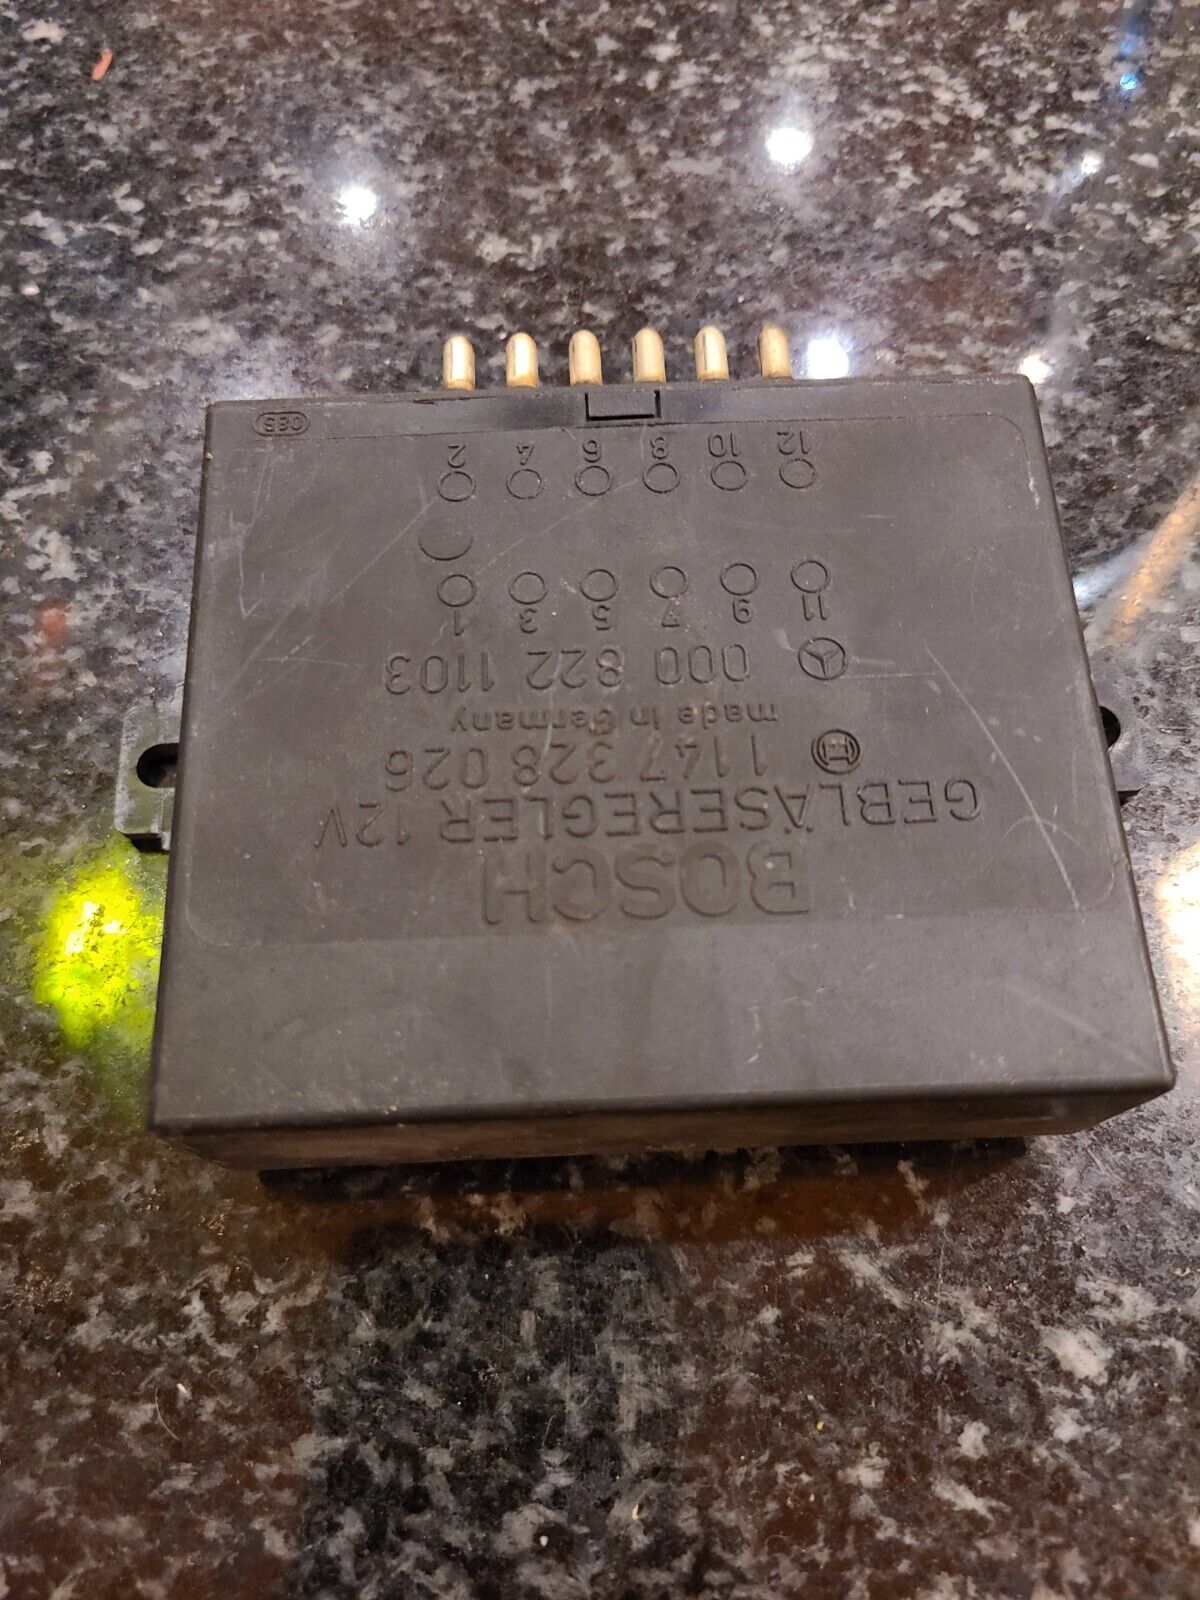 BOSCH
GEBLÄSEREGLER 12V
1 147 328 026
made in Germany
000 822 1103
11 9 7 5 3 1
12 10 8 6 4 2